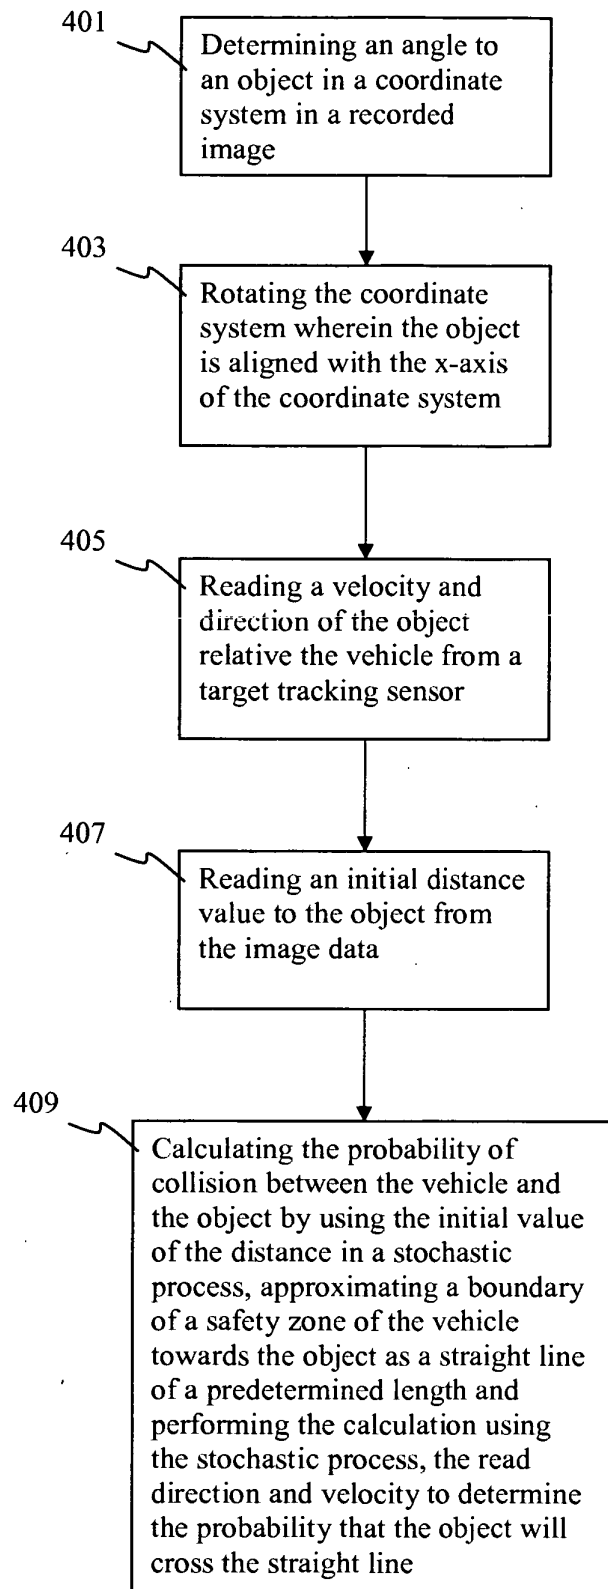 401
Determining an angle to
an object in a coordinate
system in a recorded
image
403
Rotating the coordinate
system wherein the object
is aligned with the x-axis
of the coordinate system
405
Reading a velocity and
direction of the object
relative the vehicle from a
target tracking sensor
407
Reading an initial distance
value to the object from
the image data
409
Calculating the probability of
collision between the vehicle and
the object by using the initial value
of the distance in a stochastic
process, approximating a boundary
of a safety zone of the vehicle
towards the object as a straight line
of a predetermined length and
performing the calculation using
the stochastic process, the read
direction and velocity to determine
the probability that the object will
cross the straight line